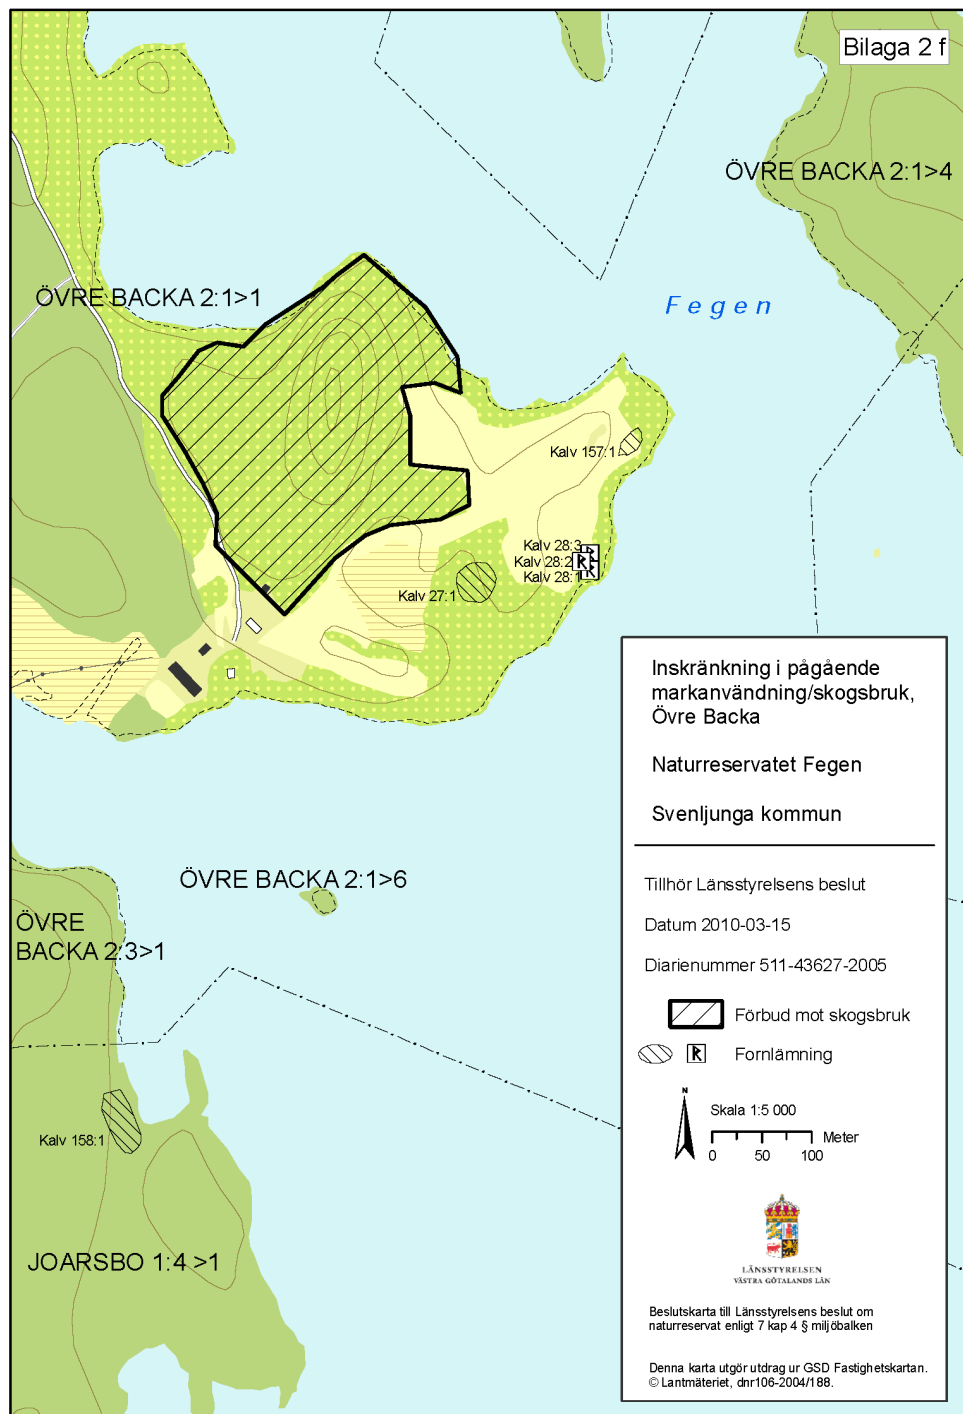 Bilaga 2 f
ÖVRE BACKA 2:1>4
ÖVRE BACKA 2:1>1
Fegen
Kalv 157:1
Kalv 28:3
Kalv 28:2
Kalv 28:1
Kalv 27:1
ÖVRE BACKA 2:1>6
ÖVRE
BACKA 2:3>1
Kalv 158:1
JOARSBO 1:4 >1
Inskränkning i pågående
markanvändning/skogsbruk,
Övre Backa
Naturreservatet Fegen
Svenljunga kommun
Tillhör Länsstyrelsens beslut
Datum 2010-03-15
Diarienummer 511-43627-2005
Förbud mot skogsbruk
R R Fornlämning
N
Skala 1:5 000
Meter
0 50 100
LÄNSSTYRELSEN
VÄSTRA GÖTALANDS LÄN
Beslutskarta till Länsstyrelsens beslut om
naturreservat enligt 7 kap 4 § miljöbalken
Denna karta utgör utdrag ur GSD Fastighetskartan.
© Lantmäteriet, dnr106-2004/188.